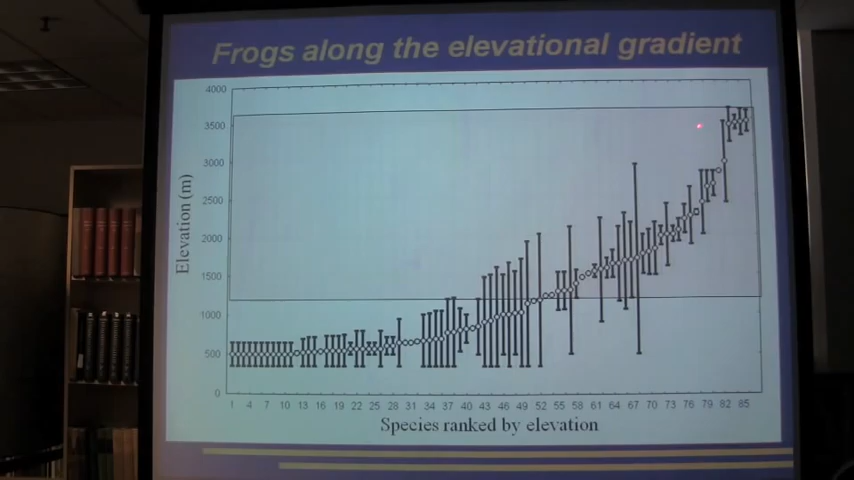 Frogs along the elevational gradient
4000
3500
3000
2500
2000
1500
1000
500
0
Elevation (m)
1 4 7 10 13 16 19 22 25 28 31 34 37 40 43 46 49 52 55 58 61 64 67 70 73 76 79 82 85
Species ranked by elevation